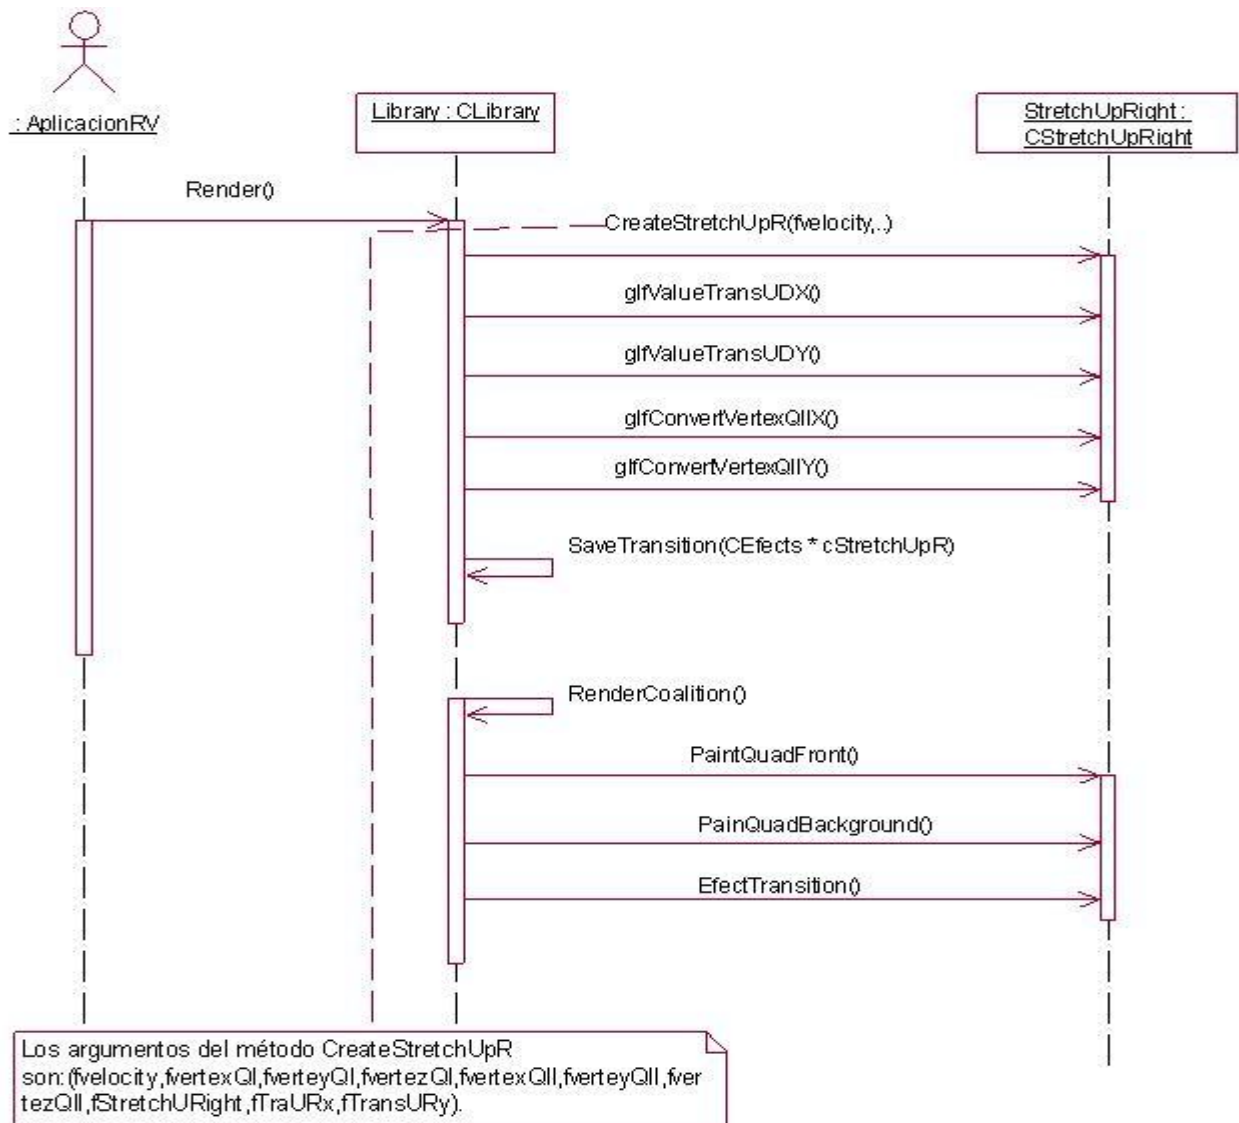 : AplicacionRV
Library : CLibrary
StretchUpRight :
CStretchUpRight
Render()
CreateStretchUpR(fvelocity,..)
glfValueTransUDX()
glfValueTransUDY()
glfConvertVertexQIIX()
glfConvertVertexQIIY()
SaveTransition(CEfects * cStretchUpR)
RenderCoalition()
PaintQuadFront()
PainQuadBackground()
EfectTransition()
Los argumentos del método CreateStretchUpR
son:(fvelocity,fvertexQI,fverteyQI,fvertezQI,fvertexQII,fverteyQII,fver
tezQII,fStretchURight,fTraURx,fTransURy).